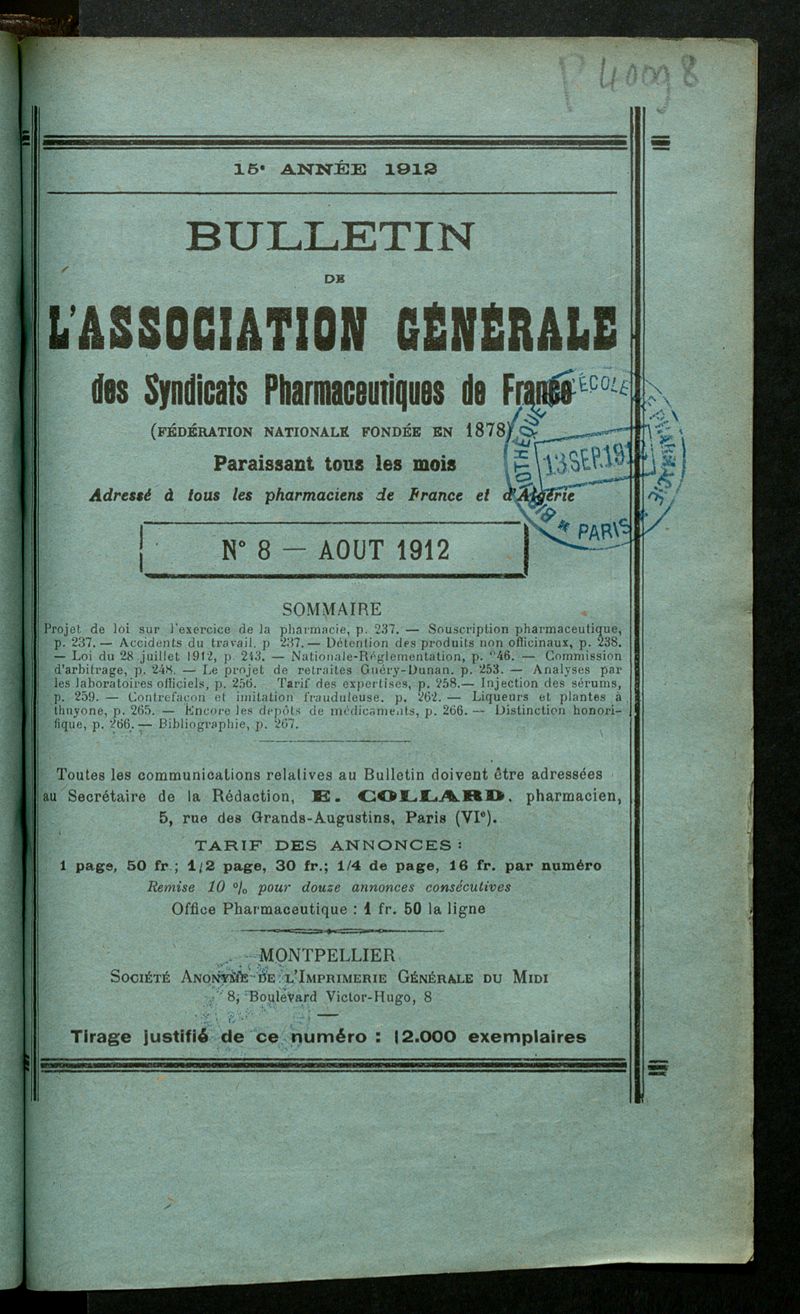 P 40098
15e ANNÉE 1912
BULLETIN
DE
L'ASSOCIATION GÉNÉRALE
des Syndicats Pharmaceutiques de France
(FÉDÉRATION NATIONALE FONDÉE EN 1878)
Paraissant tous les mois
Adressé à tous les pharmaciens de France et d'Algérie
ÉCOLE
13 SEP. 191
PARIS
N° 8 — AOUT 1912
SOMMAIRE
Projet de loi sur l'exercice de la pharmacie, p. 237. — Souscription pharmaceutique,
p. 237. — Accidents du travail, p 237. — Détention des produits non officinaux, p. 238.
— Loi du 28 juillet 1912, p. 243. — Nationale-Réglementation, p. 246. — Commission
d'arbitrage, p. 248. — Le projet de retraites Guéry-Dunan, p. 253. — Analyses par
les laboratoires officiels, p. 256. Tarif des expertises, p. 258. — Injection des sérums,
p. 259. — Contrefaçon et imitation frauduleuse. p. 262. — Liqueurs et plantes à
thuyone, p. 265. — Encore les dépôts de médicaments, p. 266. — Distinction honori-
fique, p. 266. — Bibliographie, p. 267.
Toutes les communications relatives au Bulletin doivent être adressées
au Secrétaire de la Rédaction, E. COLLARD, pharmacien,
5, rue des Grands-Augustins, Paris (VIe).
TARIF DES ANNONCES :
1 page, 50 fr ; 1/2 page, 30 fr.; 1/4 de page, 16 fr. par numéro
Remise 10 % pour douze annonces consécutives
Office Pharmaceutique : 1 fr. 50 la ligne
MONTPELLIER
SOCIÉTÉ ANONYME DE L'IMPRIMERIE GÉNÉRALE DU MIDI
8, Boulevard Victor-Hugo, 8
Tirage justifié de ce numéro : 12.000 exemplaires